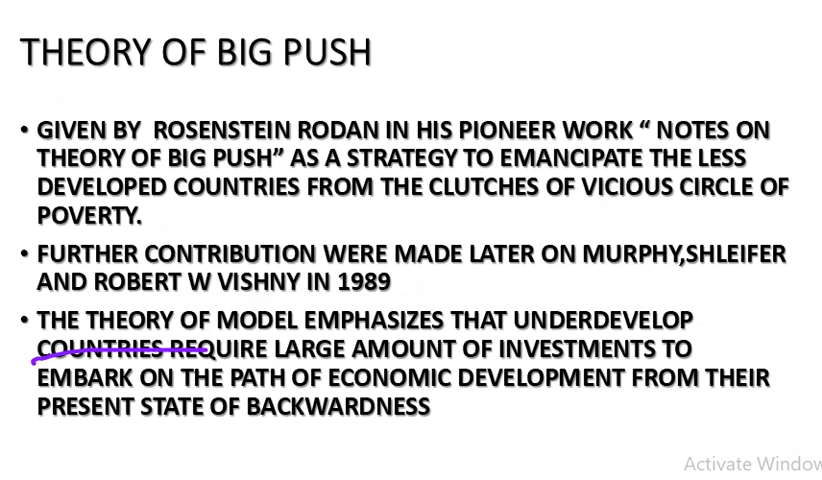 THEORY OF BIG PUSH
• GIVEN BY ROSENSTEIN RODAN IN HIS PIONEER WORK “ NOTES ON
THEORY OF BIG PUSH” AS A STRATEGY TO EMANCIPATE THE LESS
DEVELOPED COUNTRIES FROM THE CLUTCHES OF VICIOUS CIRCLE OF
POVERTY.
• FURTHER CONTRIBUTION WERE MADE LATER ON MURPHY,SHLEIFER
AND ROBERT W VISHNY IN 1989
• THE THEORY OF MODEL EMPHASIZES THAT UNDERDEVELOP
COUNTRIES REQUIRE LARGE AMOUNT OF INVESTMENTS TO
EMBARK ON THE PATH OF ECONOMIC DEVELOPMENT FROM THEIR
PRESENT STATE OF BACKWARDNESS
Activate Window